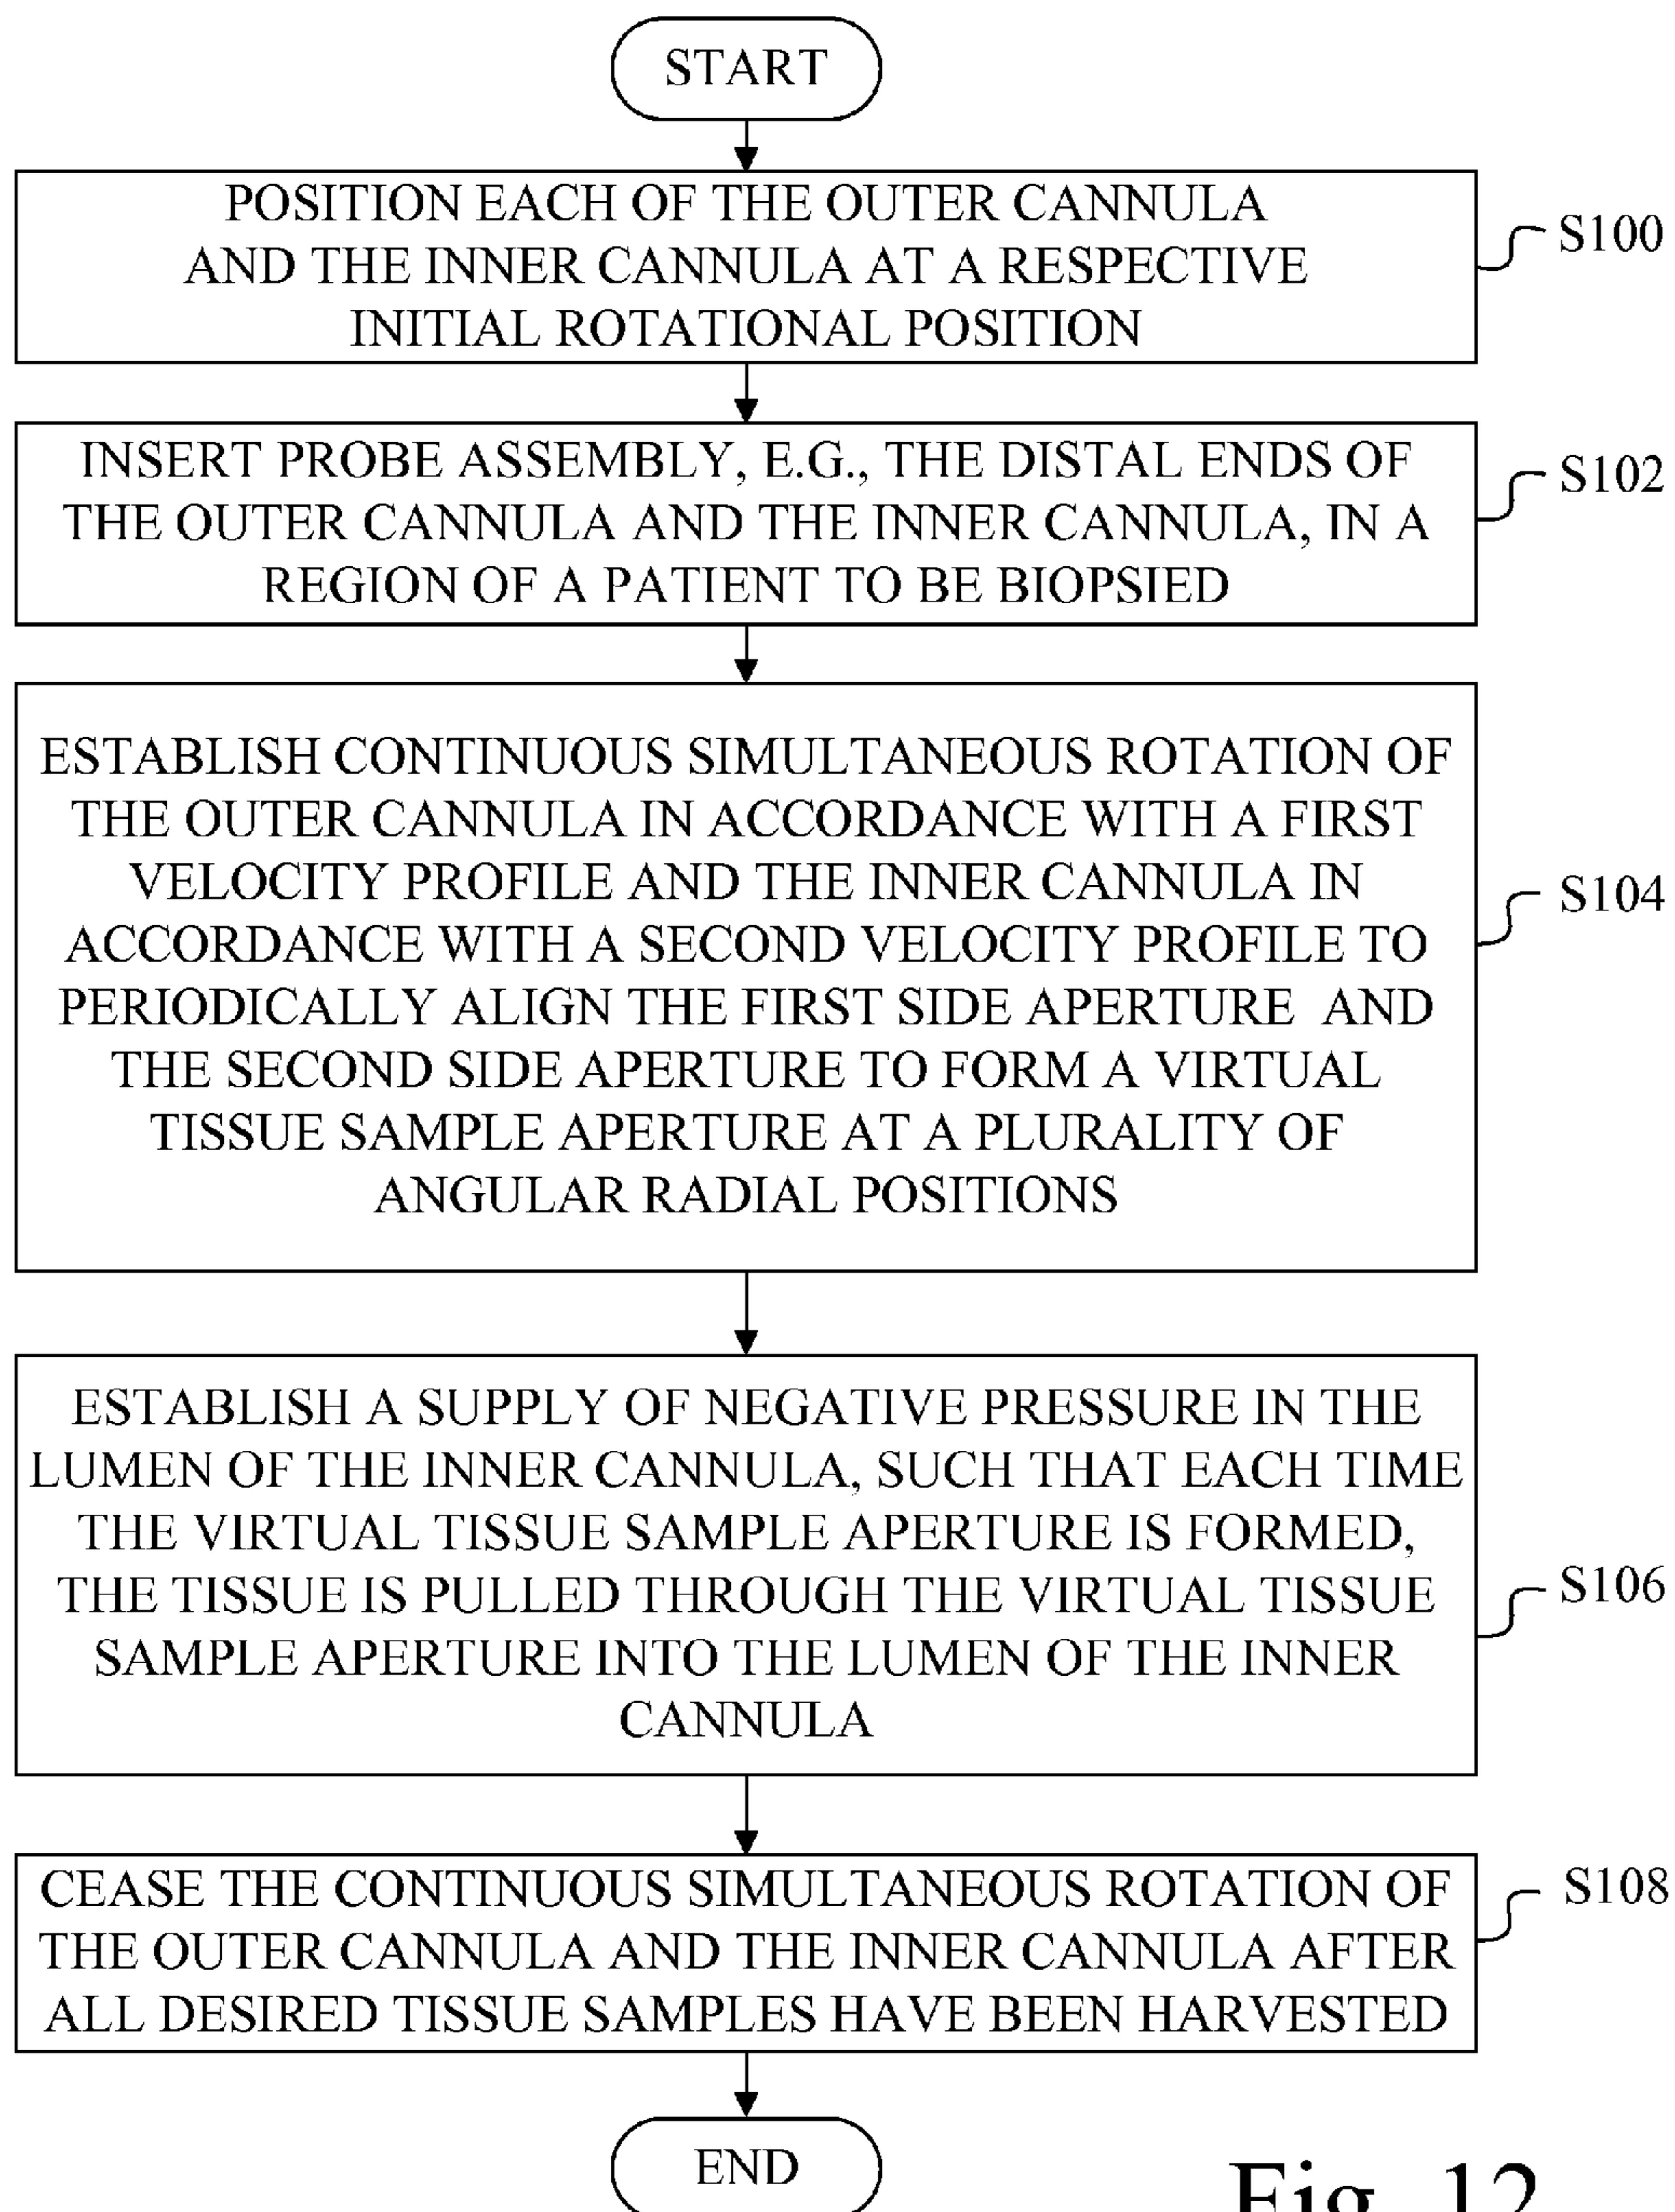 START
POSITION EACH OF THE OUTER CANNULA
AND THE INNER CANNULA AT A RESPECTIVE
INITIAL ROTATIONAL POSITION
S100
INSERT PROBE ASSEMBLY, E.G., THE DISTAL ENDS OF
THE OUTER CANNULA AND THE INNER CANNULA, IN A
REGION OF A PATIENT TO BE BIOPSIED
S102
ESTABLISH CONTINUOUS SIMULTANEOUS ROTATION OF
THE OUTER CANNULA IN ACCORDANCE WITH A FIRST
VELOCITY PROFILE AND THE INNER CANNULA IN
ACCORDANCE WITH A SECOND VELOCITY PROFILE TO
PERIODICALLY ALIGN THE FIRST SIDE APERTURE AND
THE SECOND SIDE APERTURE TO FORM A VIRTUAL
TISSUE SAMPLE APERTURE AT A PLURALITY OF
ANGULAR RADIAL POSITIONS
S104
ESTABLISH A SUPPLY OF NEGATIVE PRESSURE IN THE
LUMEN OF THE INNER CANNULA, SUCH THAT EACH TIME
THE VIRTUAL TISSUE SAMPLE APERTURE IS FORMED,
THE TISSUE IS PULLED THROUGH THE VIRTUAL TISSUE
SAMPLE APERTURE INTO THE LUMEN OF THE INNER
CANNULA
S106
CEASE THE CONTINUOUS SIMULTANEOUS ROTATION OF
THE OUTER CANNULA AND THE INNER CANNULA AFTER
ALL DESIRED TISSUE SAMPLES HAVE BEEN HARVESTED
S108
END
Fig. 12